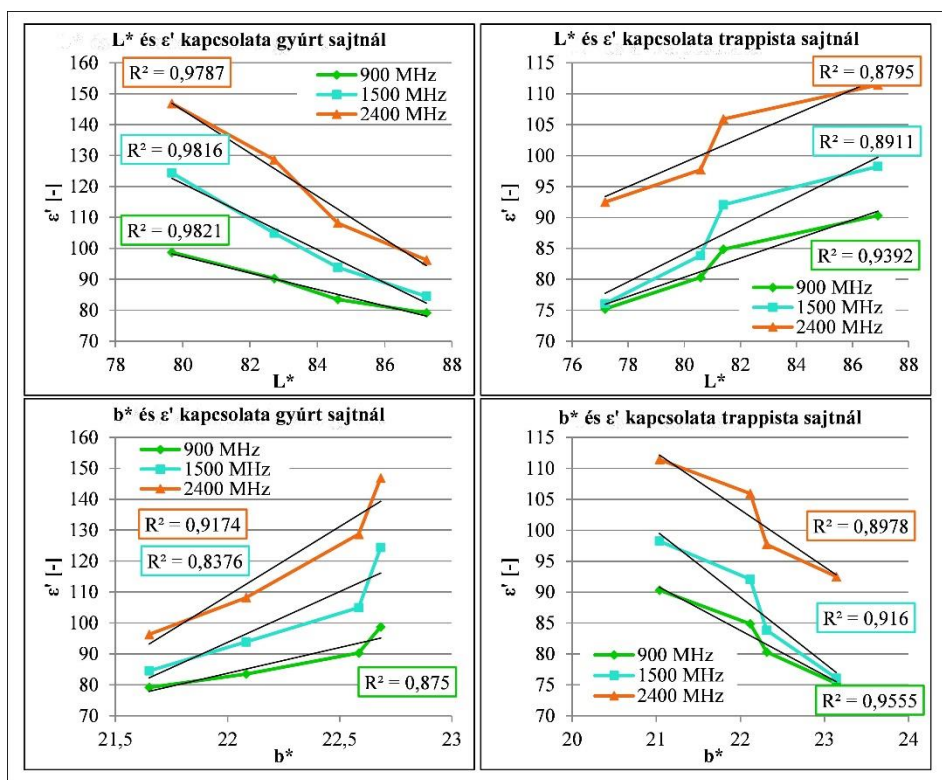 L* és ε' kapcsolata gyúrt sajtnál
160
150
140
130
120
110
100
90
80
70
ε' [-]
R² = 0,9787
R² = 0,9816
R² = 0,9821
900 MHz
1500 MHz
2400 MHz
78 80 82 84 86 88
L*
L* és ε' kapcsolata trappista sajtnál
115
110
105
100
95
90
85
80
75
70
ε' [-]
R² = 0,8795
R² = 0,8911
R² = 0,9392
900 MHz
1500 MHz
2400 MHz
76 78 80 82 84 86 88
L*
b* és ε' kapcsolata gyúrt sajtnál
160
150
140
130
120
110
100
90
80
70
ε' [-]
900 MHz
1500 MHz
2400 MHz
R² = 0,9174
R² = 0,8376
R² = 0,875
21,5 22 22,5 23
b*
b* és ε' kapcsolata trappista sajtnál
115
110
105
100
95
90
85
80
75
70
ε' [-]
R² = 0,8978
R² = 0,916
R² = 0,9555
900 MHz
1500 MHz
2400 MHz
20 21 22 23 24
b*